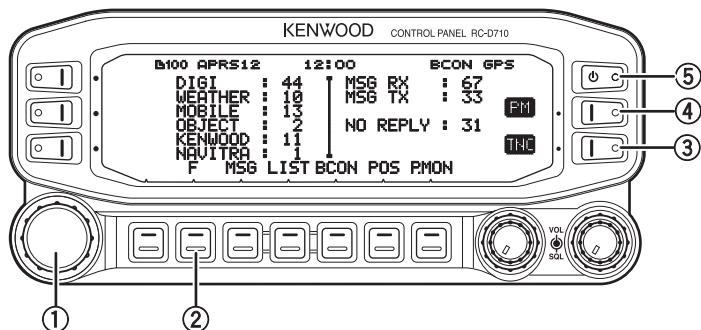 KENWOOD CONTROL PANEL RC-D710
100 APRS12 12:00 BCON GPS
DIGI : 44 MSG RX : 67
WEATHER : 10 MSG TX : 33
MOBILE : 13 PM
OBJECT : 2 NO REPLY : 31
KENWOOD : 11 TNC
NAVITRA : 1
F MSG LIST BCON POS P.MON
VOL
SQL
⑤
④
③
① ②